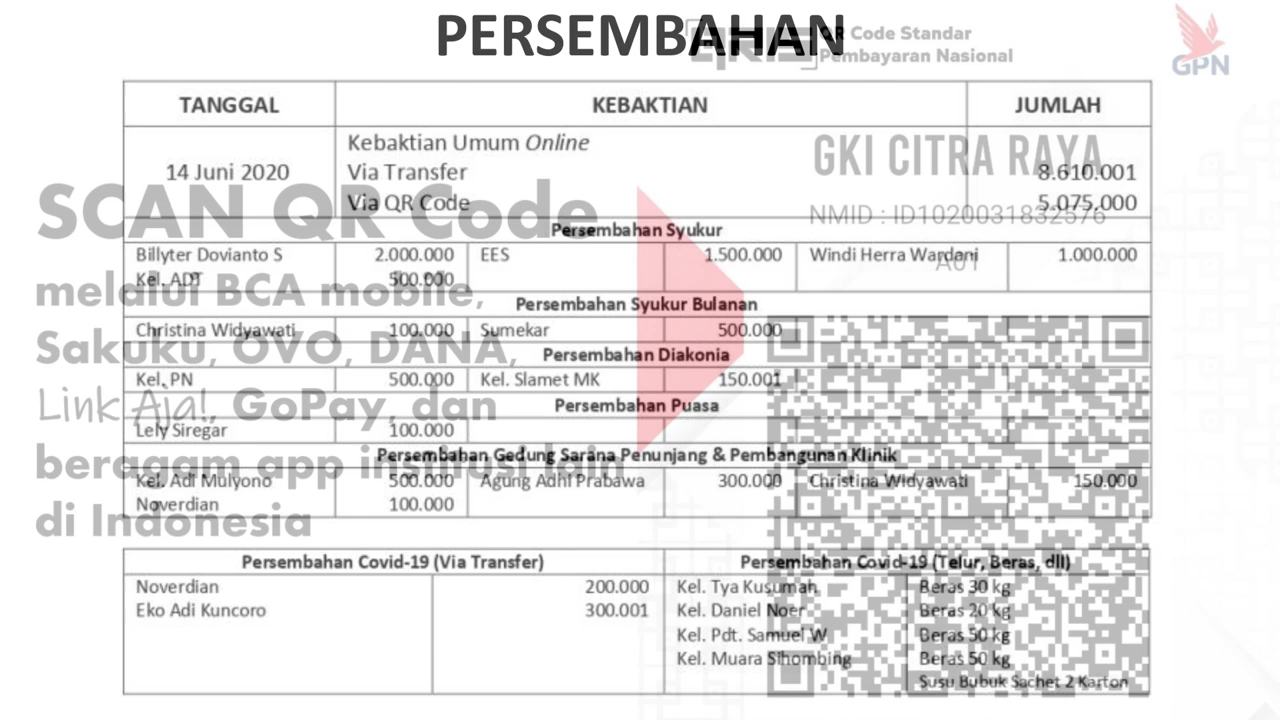 PERSEMBAHAN
QR Code Standar
Pembayaran Nasional
GPN
TANGGAL KEBAKTIAN JUMLAH
Kebaktian Umum Online
14 Juni 2020 Via Transfer 8.610.001
Via QR Code 5.075.000
GKI CITRA RAYA
NMID : ID1020031832576
A01
Persembahan Syukur
Billyter Dovianto S 2.000.000 EES 1.500.000 Windi Herra Wardani 1.000.000
Kel. ADT 500.000
Persembahan Syukur Bulanan
Christina Widyawati 100.000 Sumekar 500.000
Persembahan Diakonia
Kel. PN 500.000 Kel. Slamet MK 150.001
Persembahan Puasa
Lely Siregar 100.000
Persembahan Gedung Sarana Penunjang & Pembangunan Klinik
Kel. Adi Mulyono 500.000 Agung Adhi Prabawa 300.000 Christina Widyawati 150.000
Noverdian 100.000
SCAN QR Code
melalui BCA mobile,
Sakuku, OVO, DANA,
Link Aja!, GoPay, dan
beragam app institusi lain
di Indonesia
Persembahan Covid-19 (Via Transfer) Persembahan Covid-19 (Telur, Beras, dll)
Noverdian 200.000 Kel. Tya Kusumah Beras 30 kg
Eko Adi Kuncoro 300.001 Kel. Daniel Noer Beras 20 kg
Kel. Pdt. Samuel W Beras 50 kg
Kel. Muara Sihombing Beras 50 kg
Susu Bubuk Sachet 2 Karton